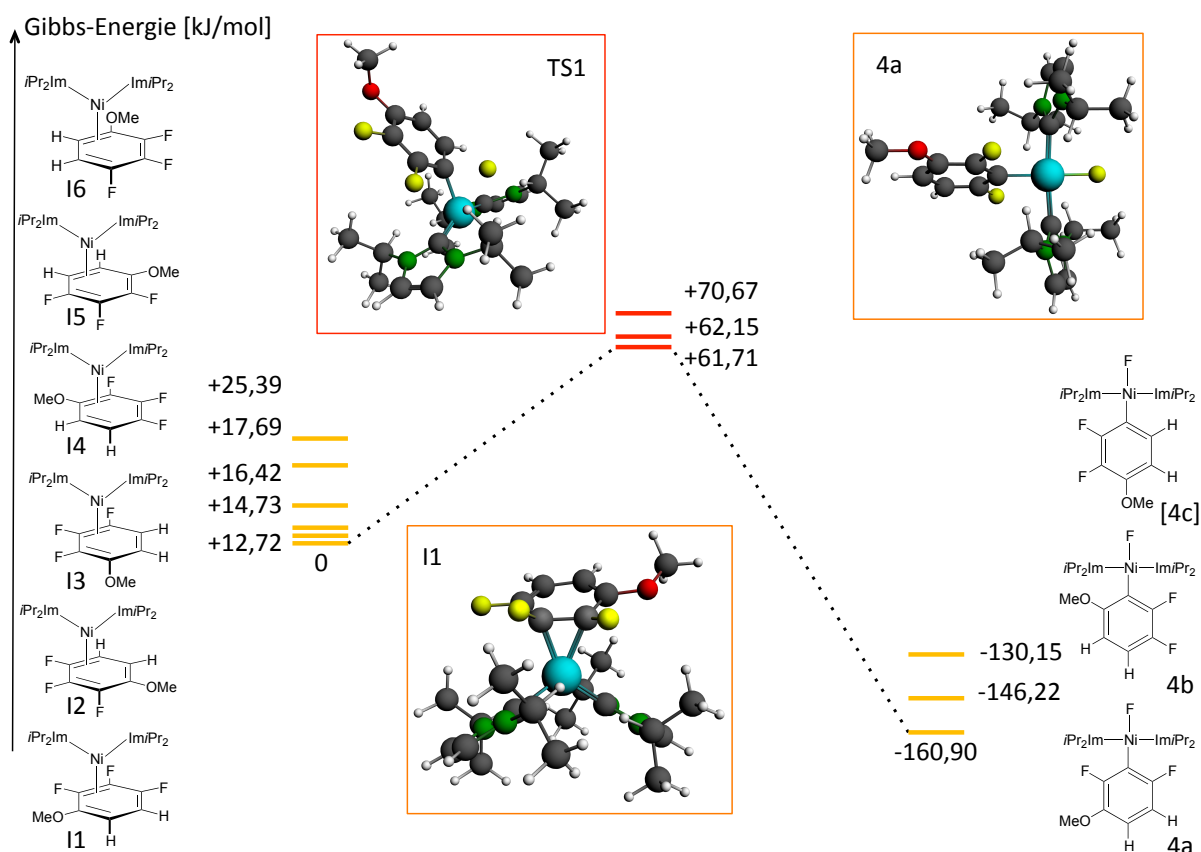 Gibbs-Energie [kJ/mol]
iPr₂Im ImiPr₂
Ni
OMe
H F
H F
F
I6
iPr₂Im ImiPr₂
Ni
H
H OMe
F F
F
I5
iPr₂Im ImiPr₂
Ni
F
MeO F
H F
H
I4
iPr₂Im ImiPr₂
Ni
F
F H
F H
OMe
I3
iPr₂Im ImiPr₂
Ni
H
F H
F OMe
F
I2
iPr₂Im ImiPr₂
Ni
F
F F
MeO H
H
I1
+25,39
+17,69
+16,42
+14,73
+12,72
0
TS1
+70,67
+62,15
+61,71
I1
4a
-130,15
-146,22
-160,90
F
iPr₂Im Ni ImiPr₂
F H
F H
OMe
[4c]
F
iPr₂Im Ni ImiPr₂
MeO F
H F
H
4b
F
iPr₂Im Ni ImiPr₂
F F
MeO H
H
4a